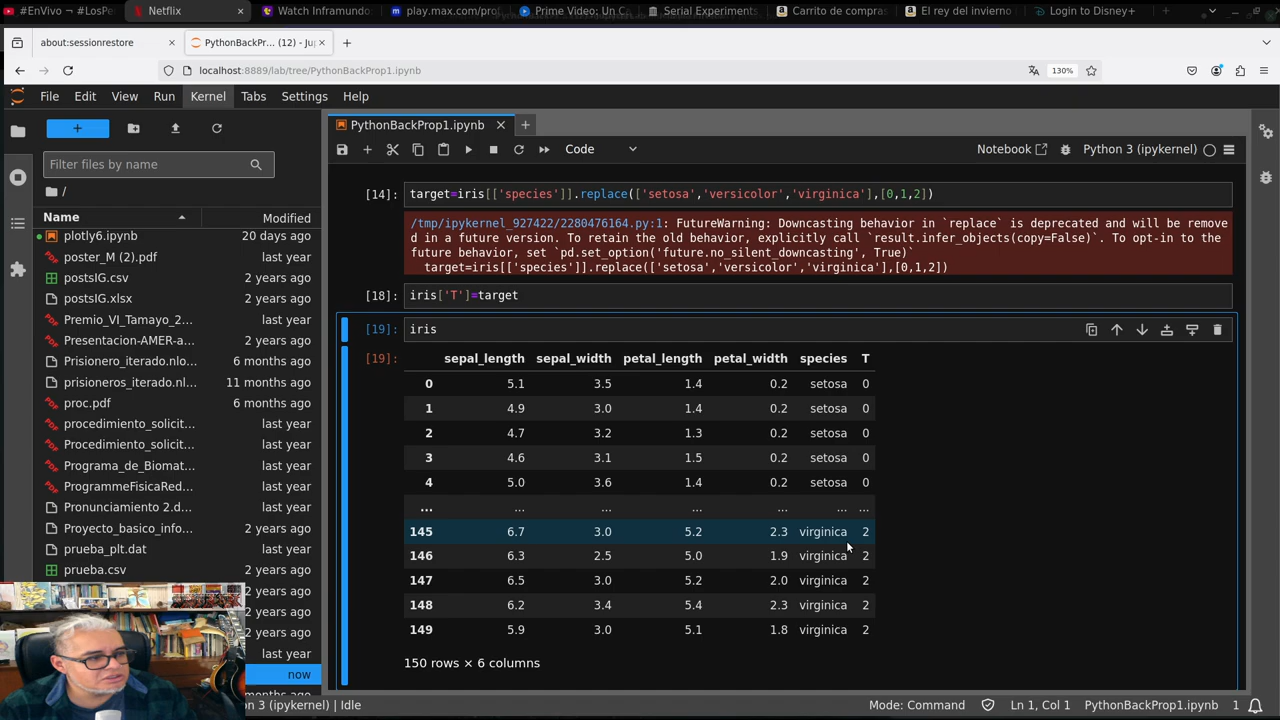 #EnVivo ¬ #LosPer
Netflix
Watch Inframundo
play.max.com/prof
Prime Video: Un Ca
Serial Experiments
Carrito de compras
El rey del invierno
Login to Disney+
about:sessionrestore
PythonBackPr... (12) - Jup
localhost:8889/lab/tree/PythonBackProp1.ipynb
130%
File Edit View Run Kernel Tabs Settings Help
Filter files by name
/
Name Modified
plotly6.ipynb 20 days ago
poster_M (2).pdf last year
postsIG.csv 2 years ago
postsIG.xlsx 2 years ago
Premio_VI_Tamayo_2... last year
Presentacion-AMER-a... last year
Prisionero_iterado.nlo... 6 months ago
prisioneros_iterado.nl... 11 months ago
proc.pdf 6 months ago
procedimiento_solicit... last year
Procedimiento_solicit... last year
Programa_de_Biomat... last year
ProgrammeFisicaRed... last year
Pronunciamiento 2.d... last year
Proyecto_basico_info... 2 years ago
prueba_plt.dat last year
prueba.csv 2 years ago
2 years ago
2 years ago
2 years ago
last year
now
months ago
PythonBackProp1.ipynb
Code
Notebook
Python 3 (ipykernel)
[14]: target=iris[['species']].replace(['setosa','versicolor','virginica'],[0,1,2])
/tmp/ipykernel_927422/2280476164.py:1: FutureWarning: Downcasting behavior in `replace` is deprecated and will be remove
d in a future version. To retain the old behavior, explicitly call `result.infer_objects(copy=False)`. To opt-in to the
future behavior, set `pd.set_option('future.no_silent_downcasting', True)
target=iris[['species']].replace(['setosa','versicolor','virginica'],[0,1,2])
[18]: iris['T']=target
[19]: iris
[19]: sepal_length sepal_width petal_length petal_width species T
0 5.1 3.5 1.4 0.2 setosa 0
1 4.9 3.0 1.4 0.2 setosa 0
2 4.7 3.2 1.3 0.2 setosa 0
3 4.6 3.1 1.5 0.2 setosa 0
4 5.0 3.6 1.4 0.2 setosa 0
... ... ... ... ... ... ...
145 6.7 3.0 5.2 2.3 virginica 2
146 6.3 2.5 5.0 1.9 virginica 2
147 6.5 3.0 5.2 2.0 virginica 2
148 6.2 3.4 5.4 2.3 virginica 2
149 5.9 3.0 5.1 1.8 virginica 2
150 rows × 6 columns
n 3 (ipykernel) | Idle
Mode: Command
Ln 1, Col 1
PythonBackProp1.ipynb
1